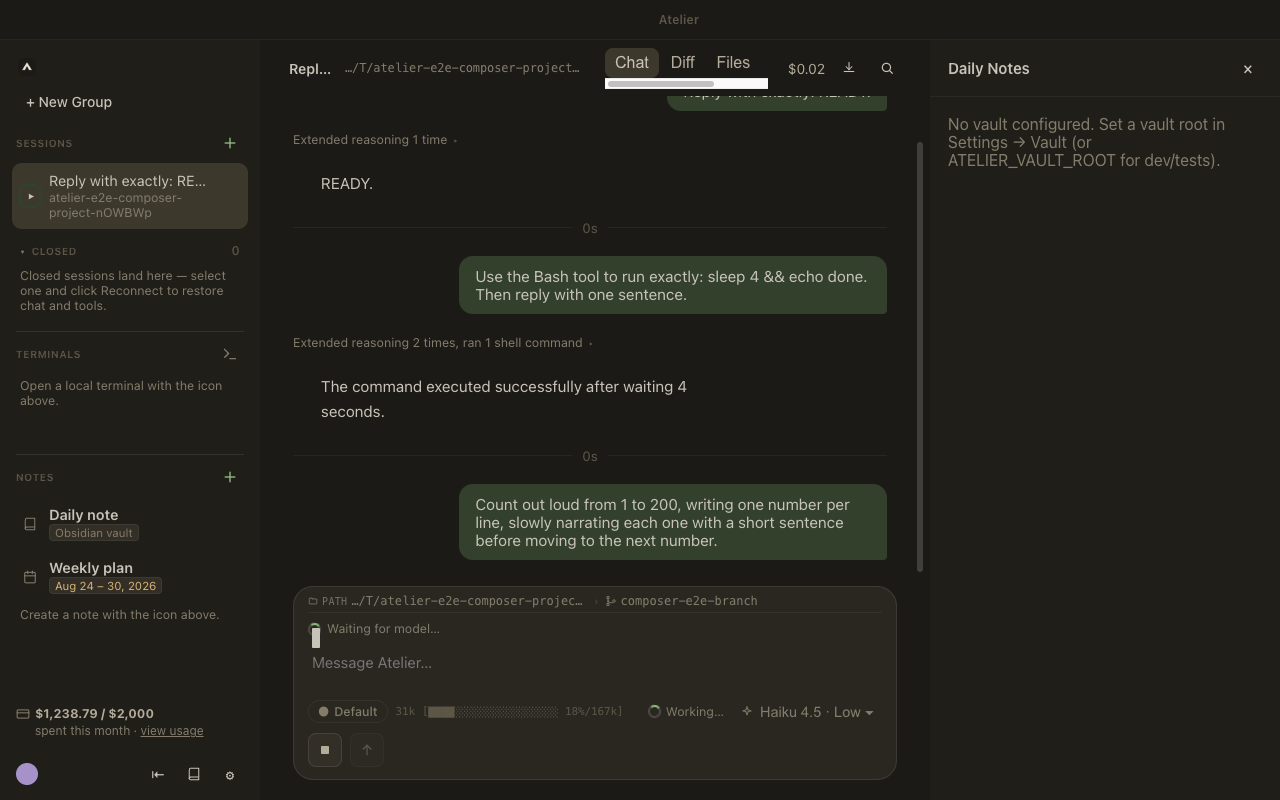 Atelier
+ New Group
SESSIONS
Reply with exactly: RE...
atelier-e2e-composer-
project-nOWBWp
CLOSED 0
Closed sessions land here — select
one and click Reconnect to restore
chat and tools.
TERMINALS
Open a local terminal with the icon
above.
NOTES
Daily note
Obsidian vault
Weekly plan
Aug 24 – 30, 2026
Create a note with the icon above.
$1,238.79 / $2,000
spent this month · view usage
Repl... …/T/atelier-e2e-composer-project…
Chat Diff Files
$0.02
Reply with exactly: READY.
Extended reasoning 1 time
READY.
0s
Use the Bash tool to run exactly: sleep 4 && echo done.
Then reply with one sentence.
Extended reasoning 2 times, ran 1 shell command
The command executed successfully after waiting 4
seconds.
0s
Count out loud from 1 to 200, writing one number per
line, slowly narrating each one with a short sentence
before moving to the next number.
PATH …/T/atelier-e2e-composer-projec… › composer-e2e-branch
Waiting for model...
Message Atelier...
Default 31k [ 18%/167k] Working... Haiku 4.5 · Low
Daily Notes
No vault configured. Set a vault root in
Settings → Vault (or
ATELIER_VAULT_ROOT for dev/tests).